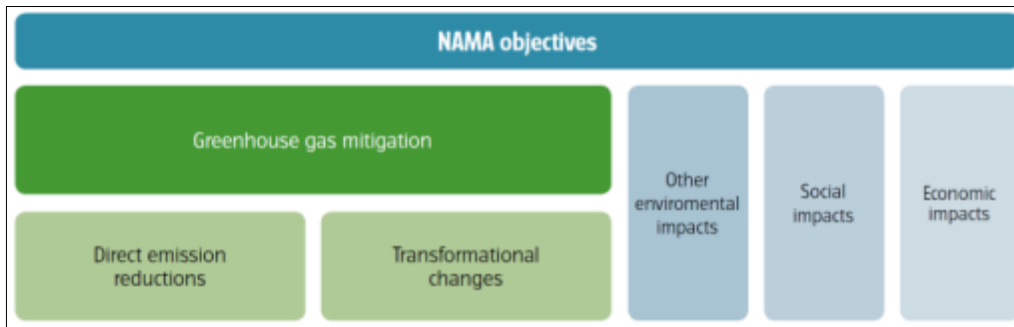 NAMA objectives
Greenhouse gas mitigation
Direct emission
reductions
Transformational
changes
Other
enviromental
impacts
Social
impacts
Economic
impacts